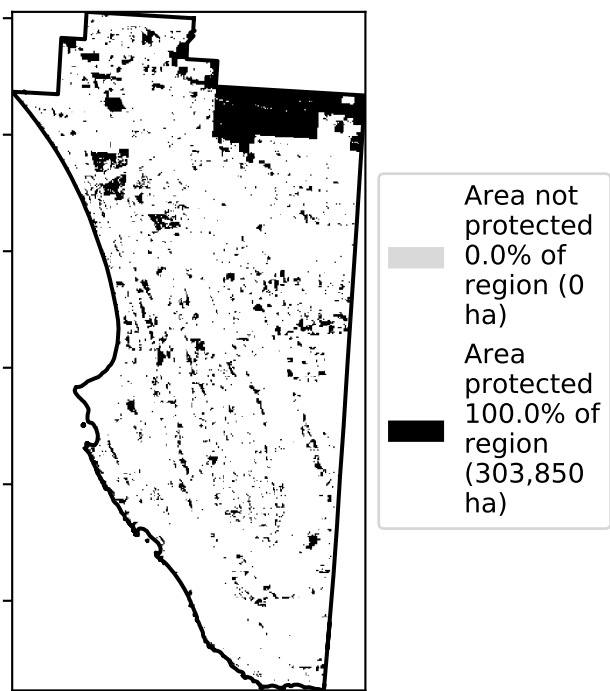 Area not
protected
0.0% of
region (0
ha)
Area
protected
100.0% of
region
(303,850
ha)